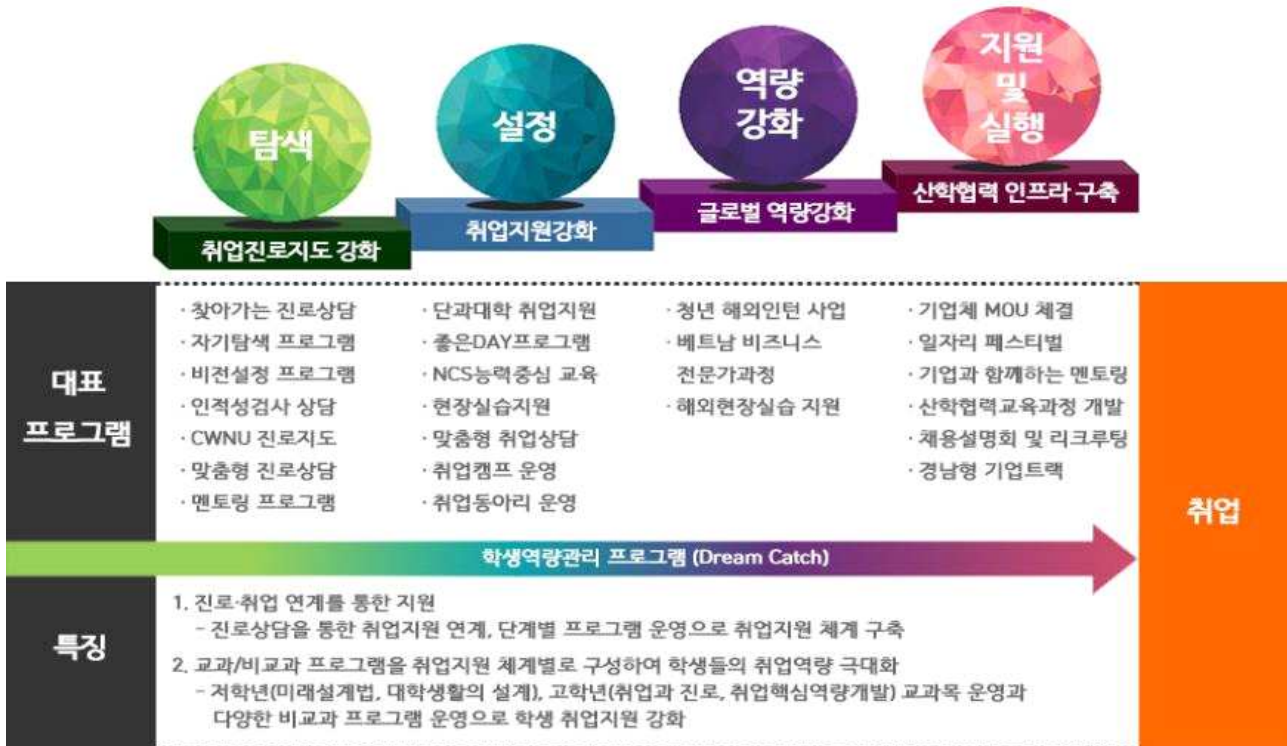 탐색
설정
역량
강화
지원
및
실행
취업진로지도 강화
취업지원강화
글로벌 역량강화
산학협력 인프라 구축
대표
프로그램
· 찾아가는 진로상담
· 자기탐색 프로그램
· 비전설정 프로그램
· 인적성검사 상담
· CWNU 진로지도
· 맞춤형 진로상담
· 멘토링 프로그램
· 단과대학 취업지원
· 좋은DAY프로그램
· NCS능력중심 교육
· 현장실습지원
· 맞춤형 취업상담
· 취업캠프 운영
· 취업동아리 운영
· 청년 해외인턴 사업
· 베트남 비즈니스
전문가과정
· 해외현장실습 지원
· 기업체 MOU 체결
· 일자리 페스티벌
· 기업과 함께하는 멘토링
· 산학협력교육과정 개발
· 채용설명회 및 리크루팅
· 경남형 기업트랙
취업
학생역량관리 프로그램 (Dream Catch)
특징
1. 진로·취업 연계를 통한 지원
- 진로상담을 통한 취업지원 연계, 단계별 프로그램 운영으로 취업지원 체계 구축
2. 교과/비교과 프로그램을 취업지원 체계별로 구성하여 학생들의 취업역량 극대화
- 저학년(미래설계법, 대학생활의 설계), 고학년(취업과 진로, 취업핵심역량개발) 교과목 운영과
다양한 비교과 프로그램 운영으로 학생 취업지원 강화